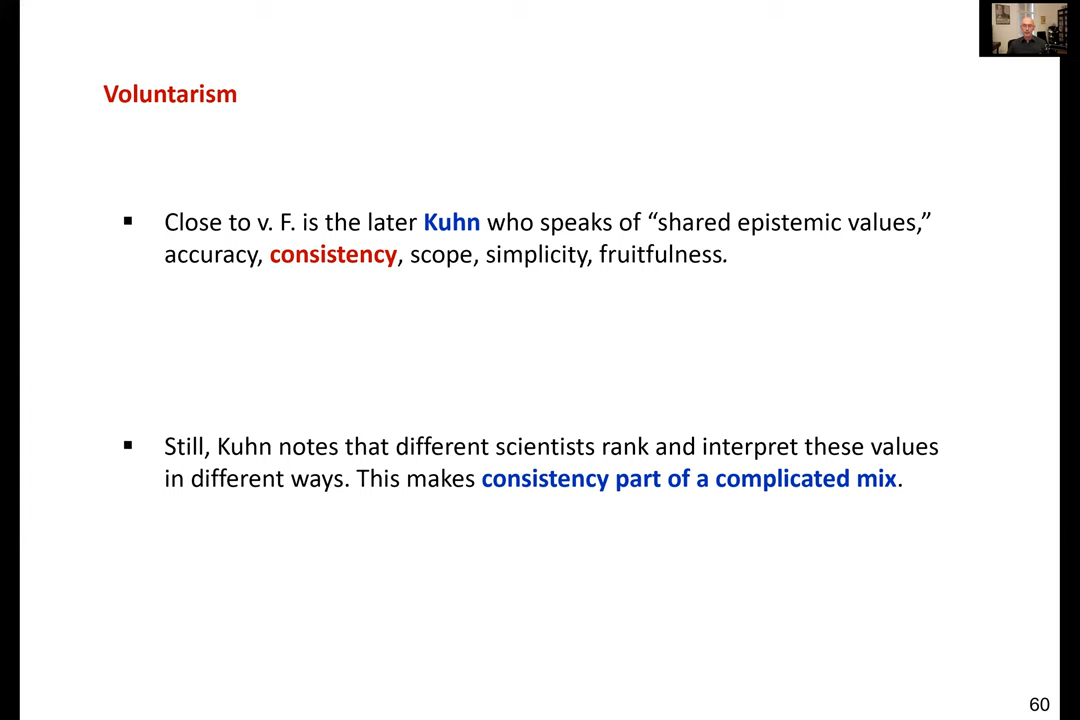 Voluntarism
▪ Close to v. F. is the later Kuhn who speaks of “shared epistemic values,”
accuracy, consistency, scope, simplicity, fruitfulness.
▪ Still, Kuhn notes that different scientists rank and interpret these values
in different ways. This makes consistency part of a complicated mix.
60